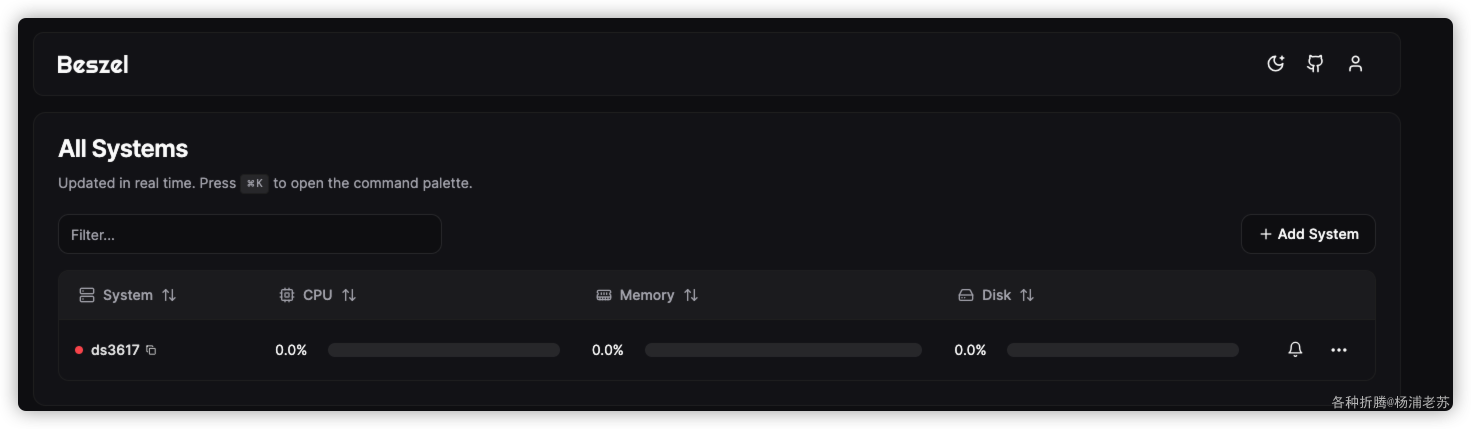 Beszel
All Systems
Updated in real time. Press ⌘K to open the command palette.
Filter...
+ Add System
System CPU Memory Disk
ds3617 0.0% 0.0% 0.0%
各种折腾@杨浦老苏